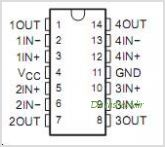 1OUT 1 14 4OUT
1IN− 2 13 4IN−
1IN+ 3 12 4IN+
VCC 4 11 GND
2IN+ 5 10 3IN+
2IN− 6 9 3IN−
2OUT 7 8 3OUT